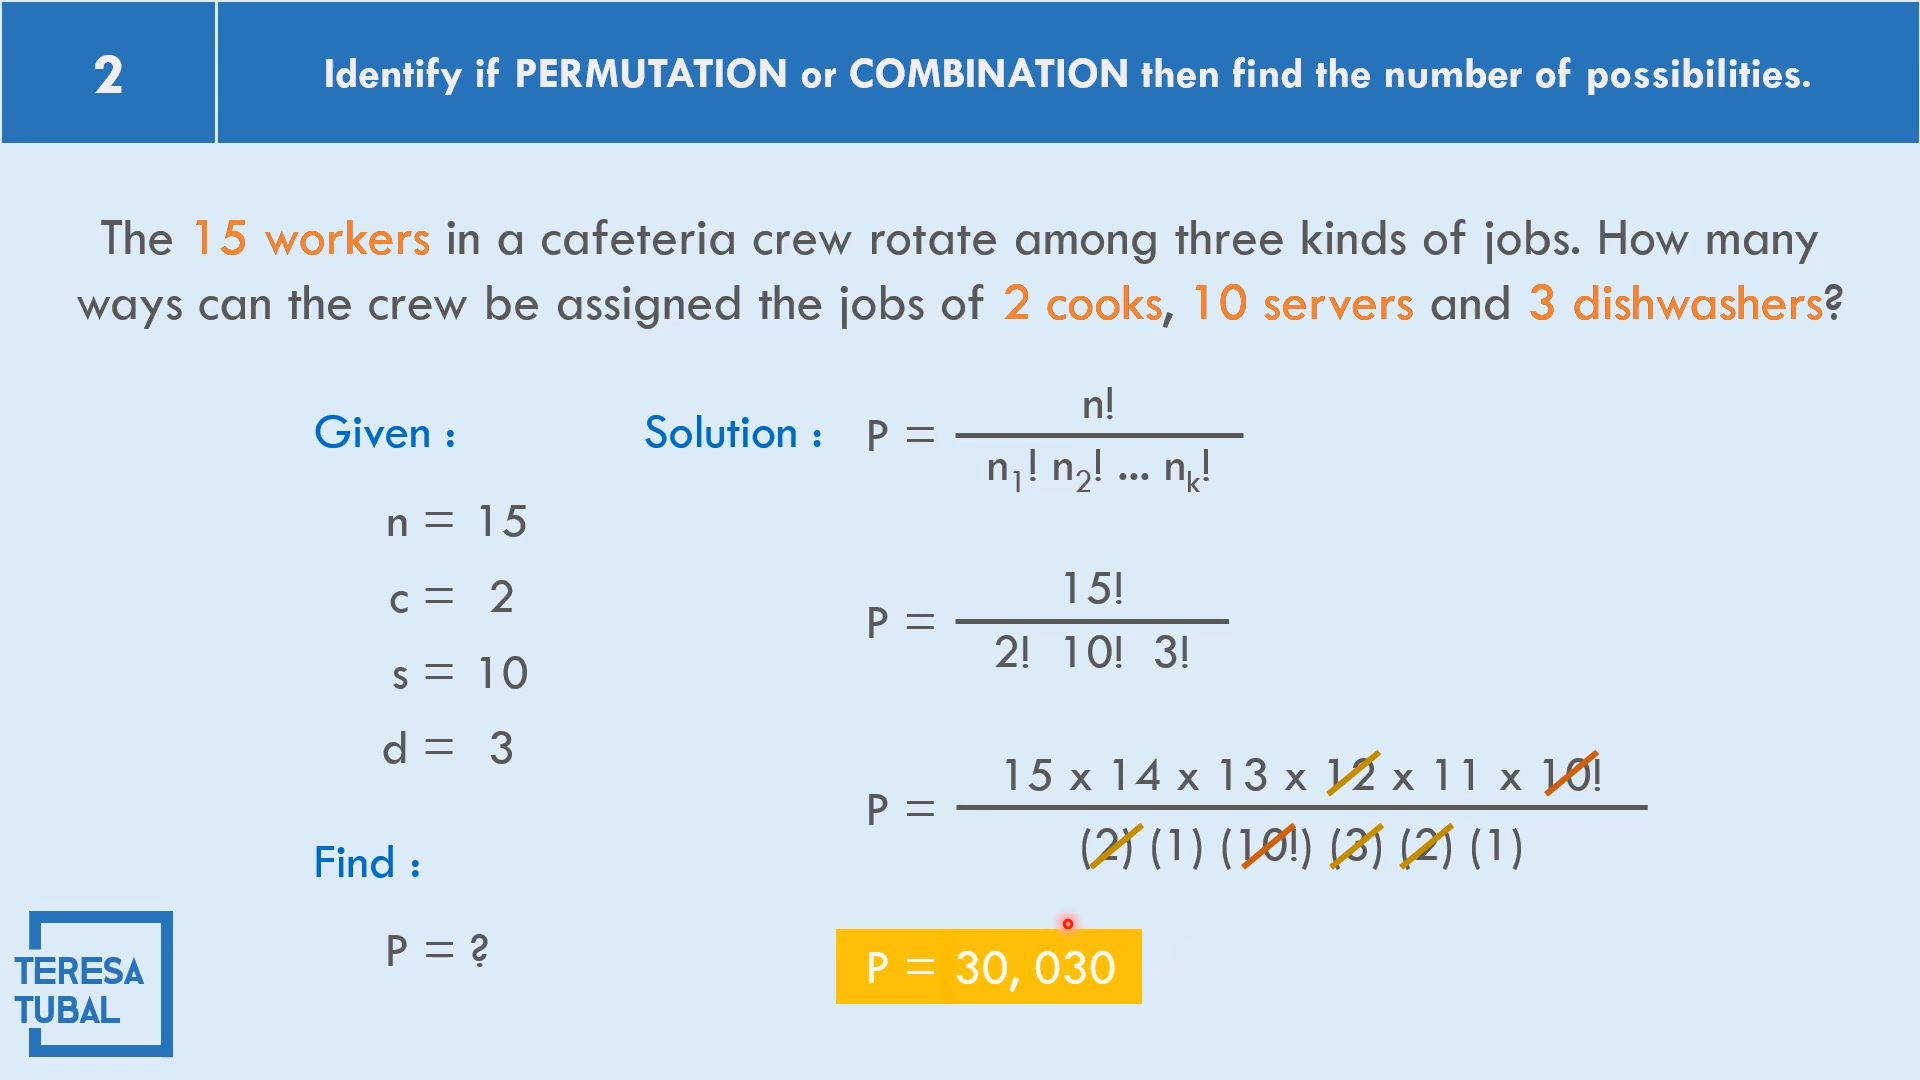 2
Identify if PERMUTATION or COMBINATION then find the number of possibilities.
The 15 workers in a cafeteria crew rotate among three kinds of jobs. How many
ways can the crew be assigned the jobs of 2 cooks, 10 servers and 3 dishwashers?
Given :
n = 15
c = 2
s = 10
d = 3
Find :
P = ?
Solution :
n!
P =
n₁! n₂! ... nₖ!
15!
P =
2! 10! 3!
15 x 14 x 13 x 12 x 11 x 10!
P =
(2) (1) (10!) (3) (2) (1)
P = 30, 030
TERESA
TUBAL